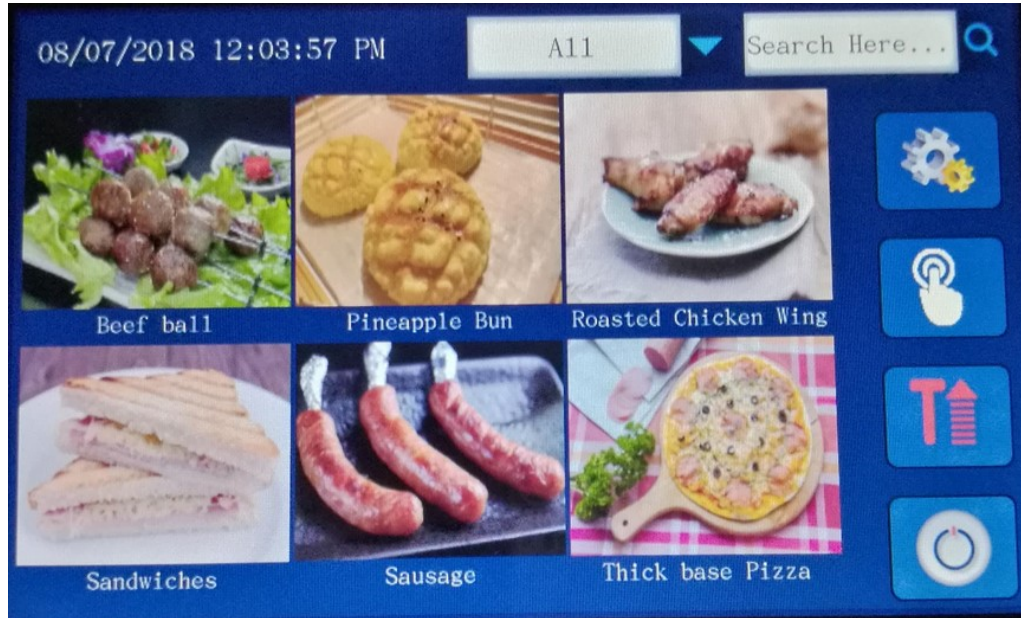 08/07/2018 12:03:57 PM
All
Search Here...
Beef ball
Pineapple Bun
Roasted Chicken Wing
Sandwiches
Sausage
Thick base Pizza
T